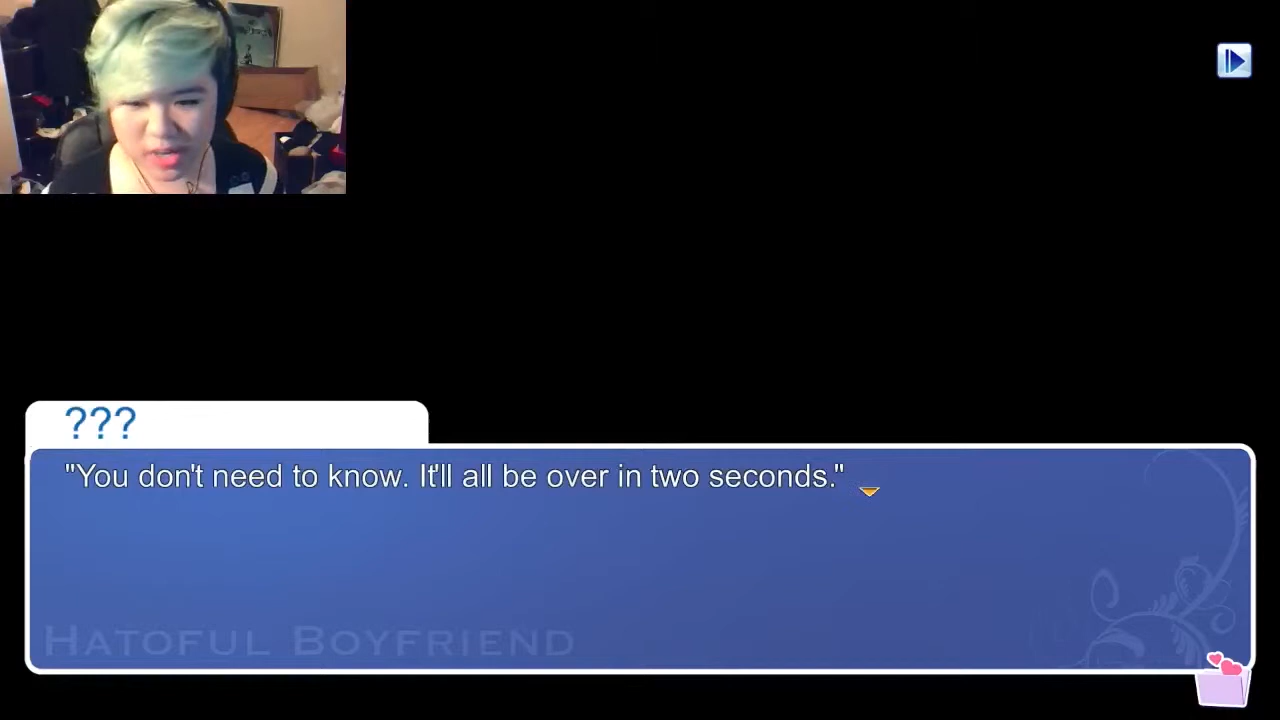 ???
"You don't need to know. It'll all be over in two seconds."
HATOFUL BOYFRIEND